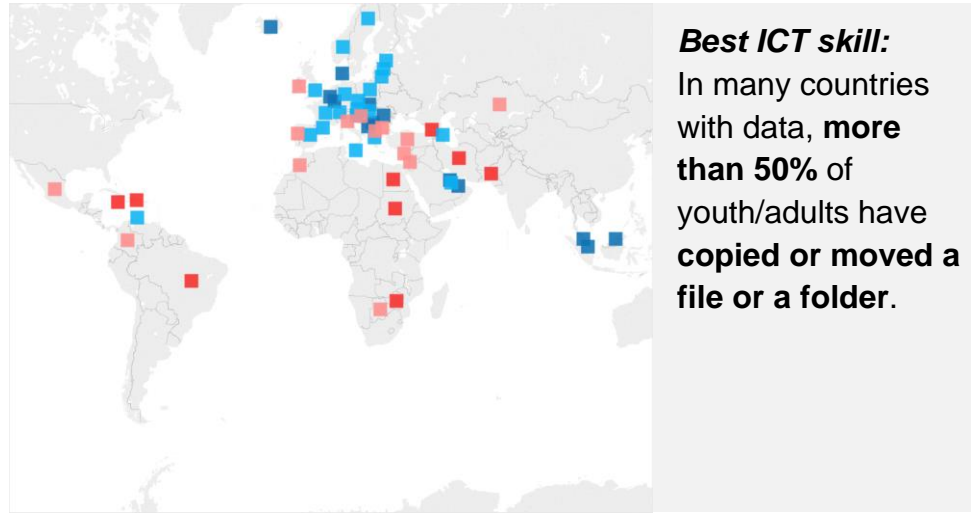 Best ICT skill:
In many countries
with data, more
than 50% of
youth/adults have
copied or moved a
file or a folder.